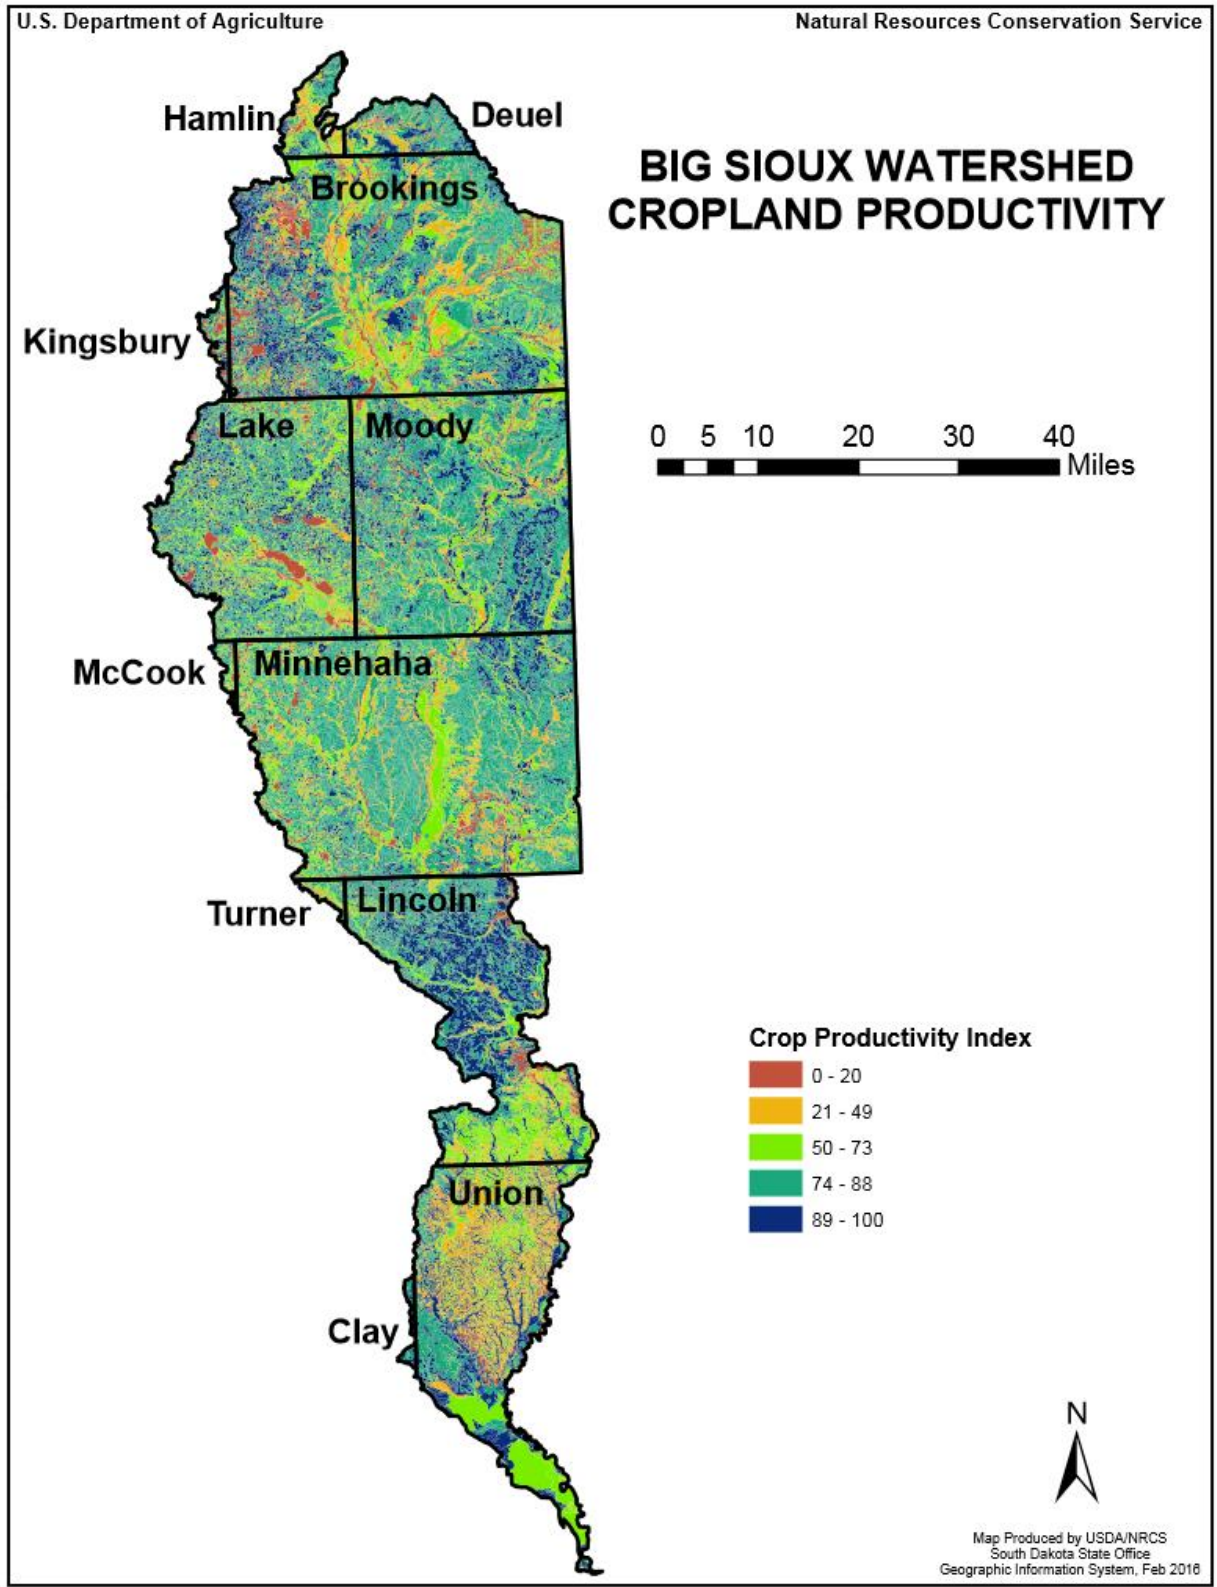 U.S. Department of Agriculture
Natural Resources Conservation Service
Hamlin
Deuel
BIG SIOUX WATERSHED
CROPLAND PRODUCTIVITY
Brookings
Kingsbury
Lake
Moody
0 5 10 20 30 40
Miles
McCook
Minnehaha
Turner
Lincoln
Crop Productivity Index
0 - 20
21 - 49
50 - 73
74 - 88
89 - 100
Union
Clay
N
Map Produced by USDA/NRCS
South Dakota State Office
Geographic Information System, Feb 2016